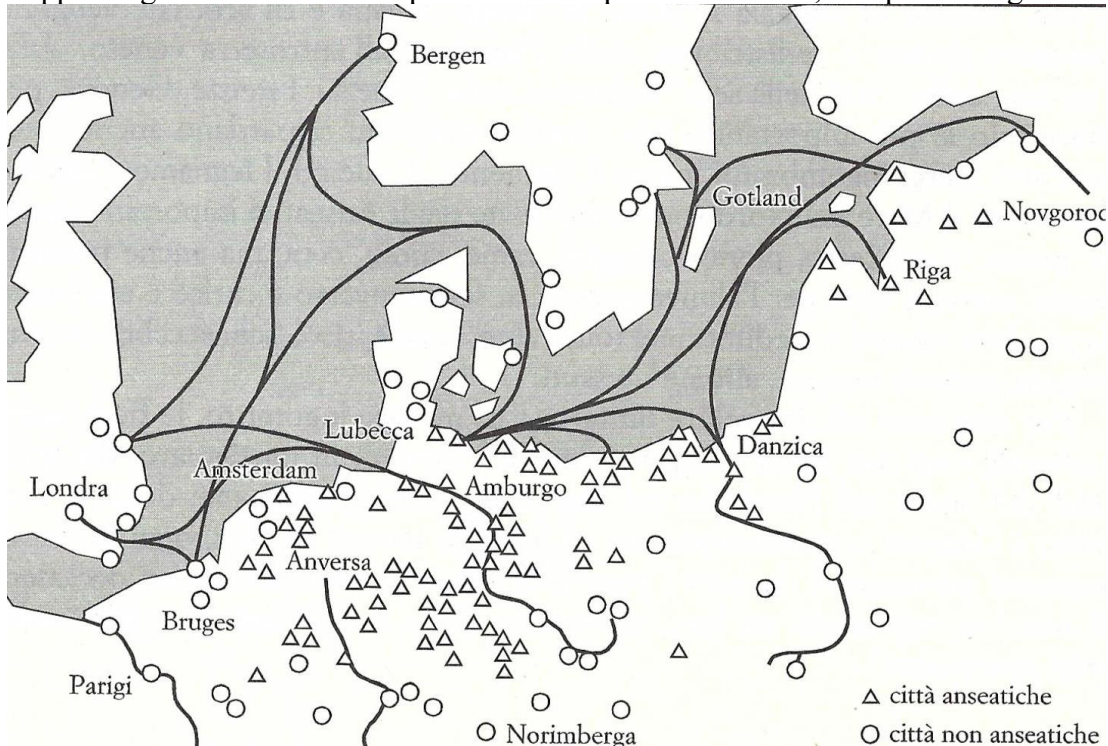 Bergen
Gotland
Novgorod
Riga
Lubecca
Danzica
Amsterdam
Amburgo
Londra
Anversa
Bruges
Parigi
Norimberga
città anseatiche
città non anseatiche